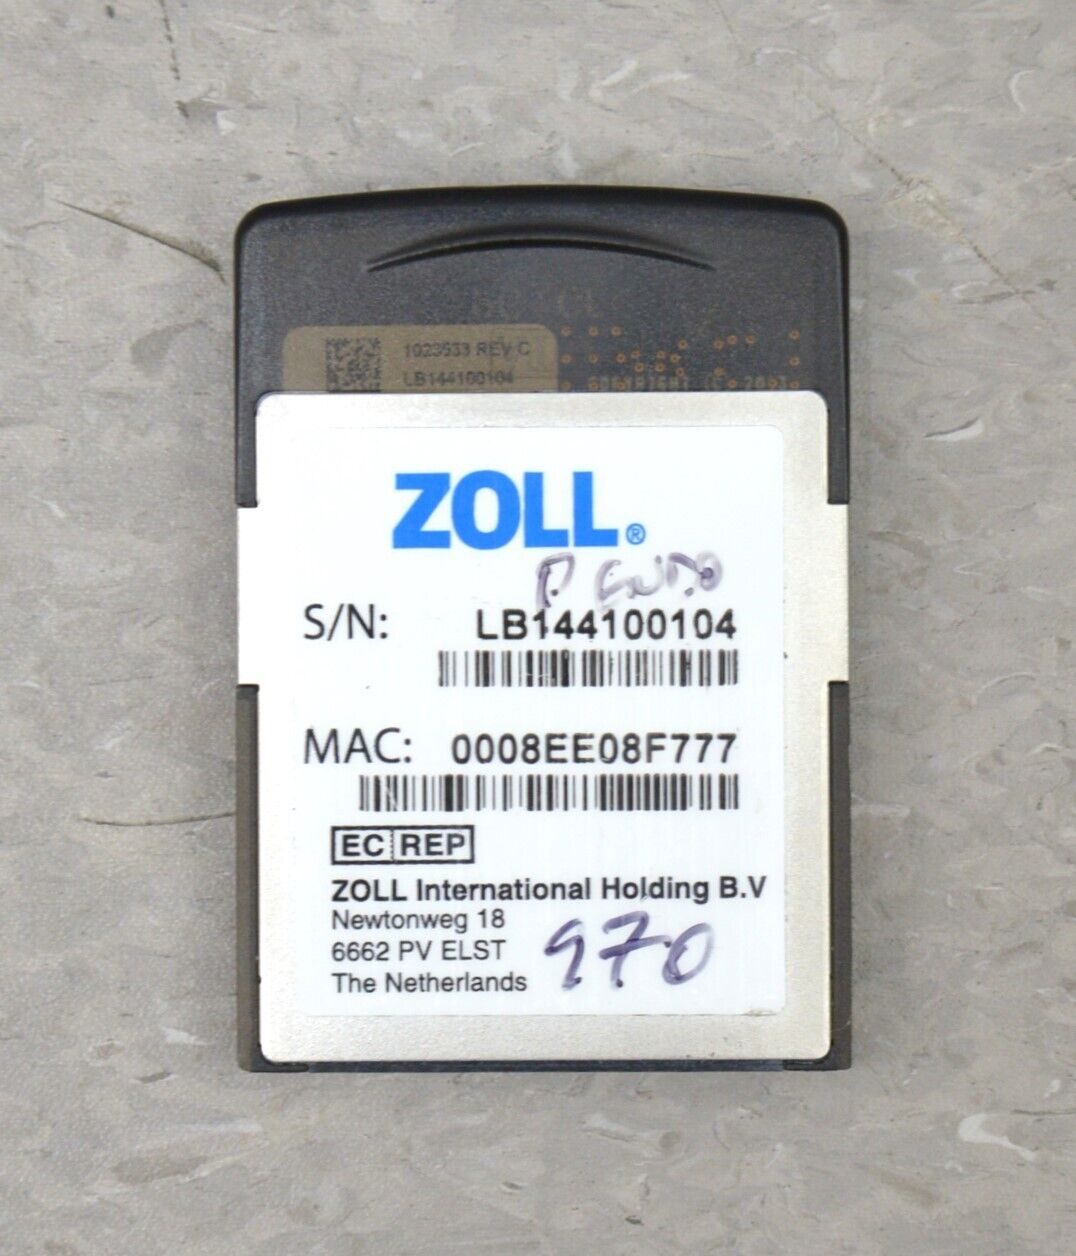 1023533 REV C
LB144100104
ZOLL®
S/N: LB144100104
MAC: 0008EE08F777
EC REP
ZOLL International Holding B.V
Newtonweg 18
6662 PV ELST
The Netherlands
970